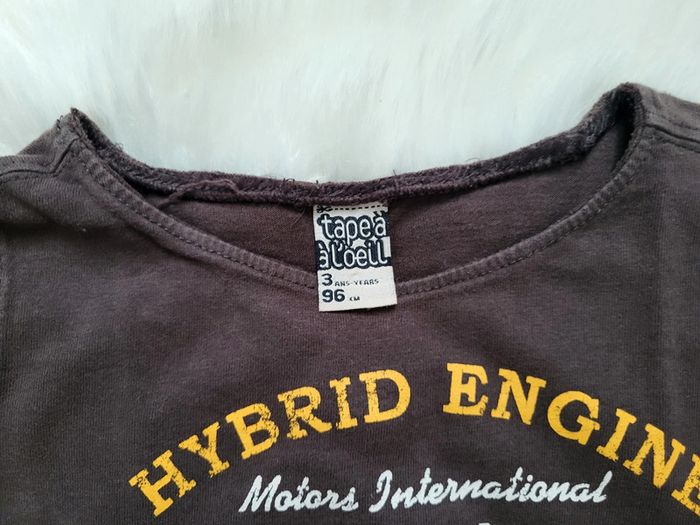 tape à
à l'oeil
3 ANS-YEARS
96 CM
HYBRID ENGINE
Motors International